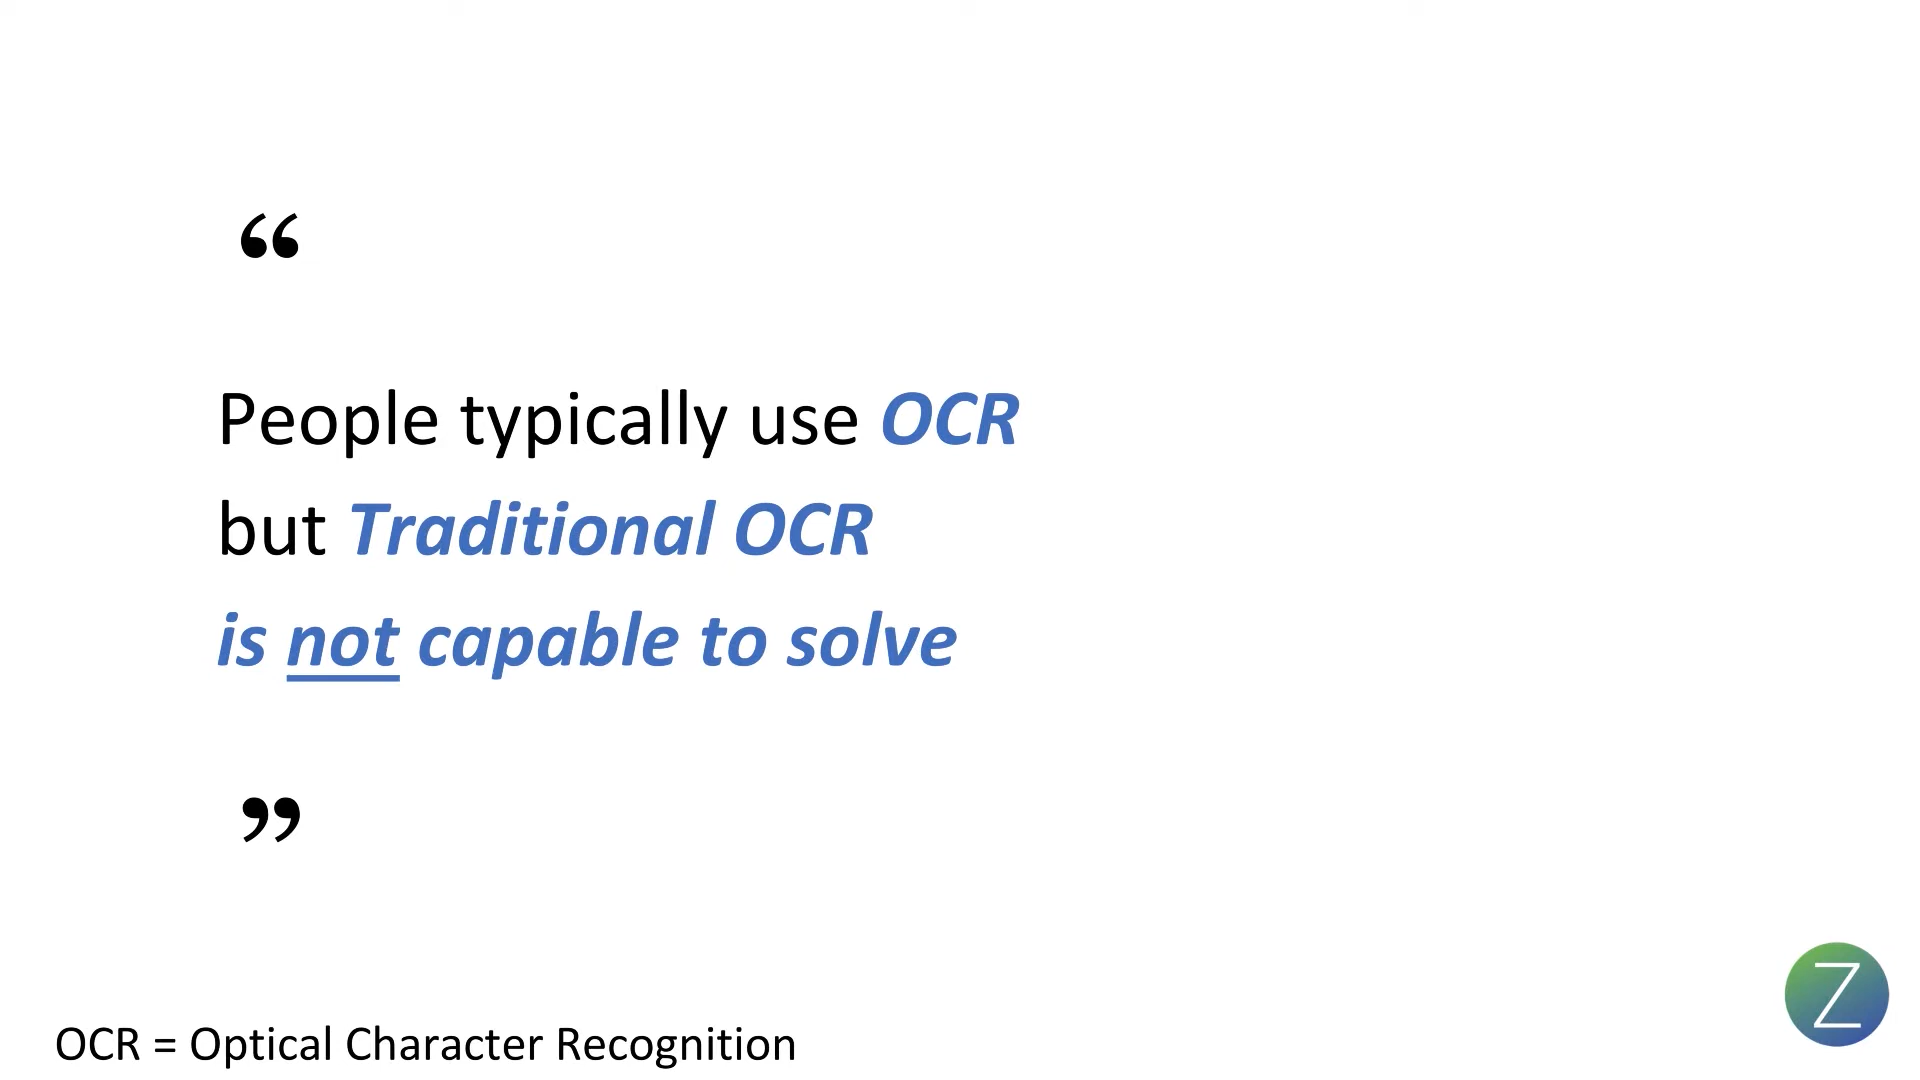 “
People typically use OCR
but Traditional OCR
is not capable to solve
”
OCR = Optical Character Recognition
Z